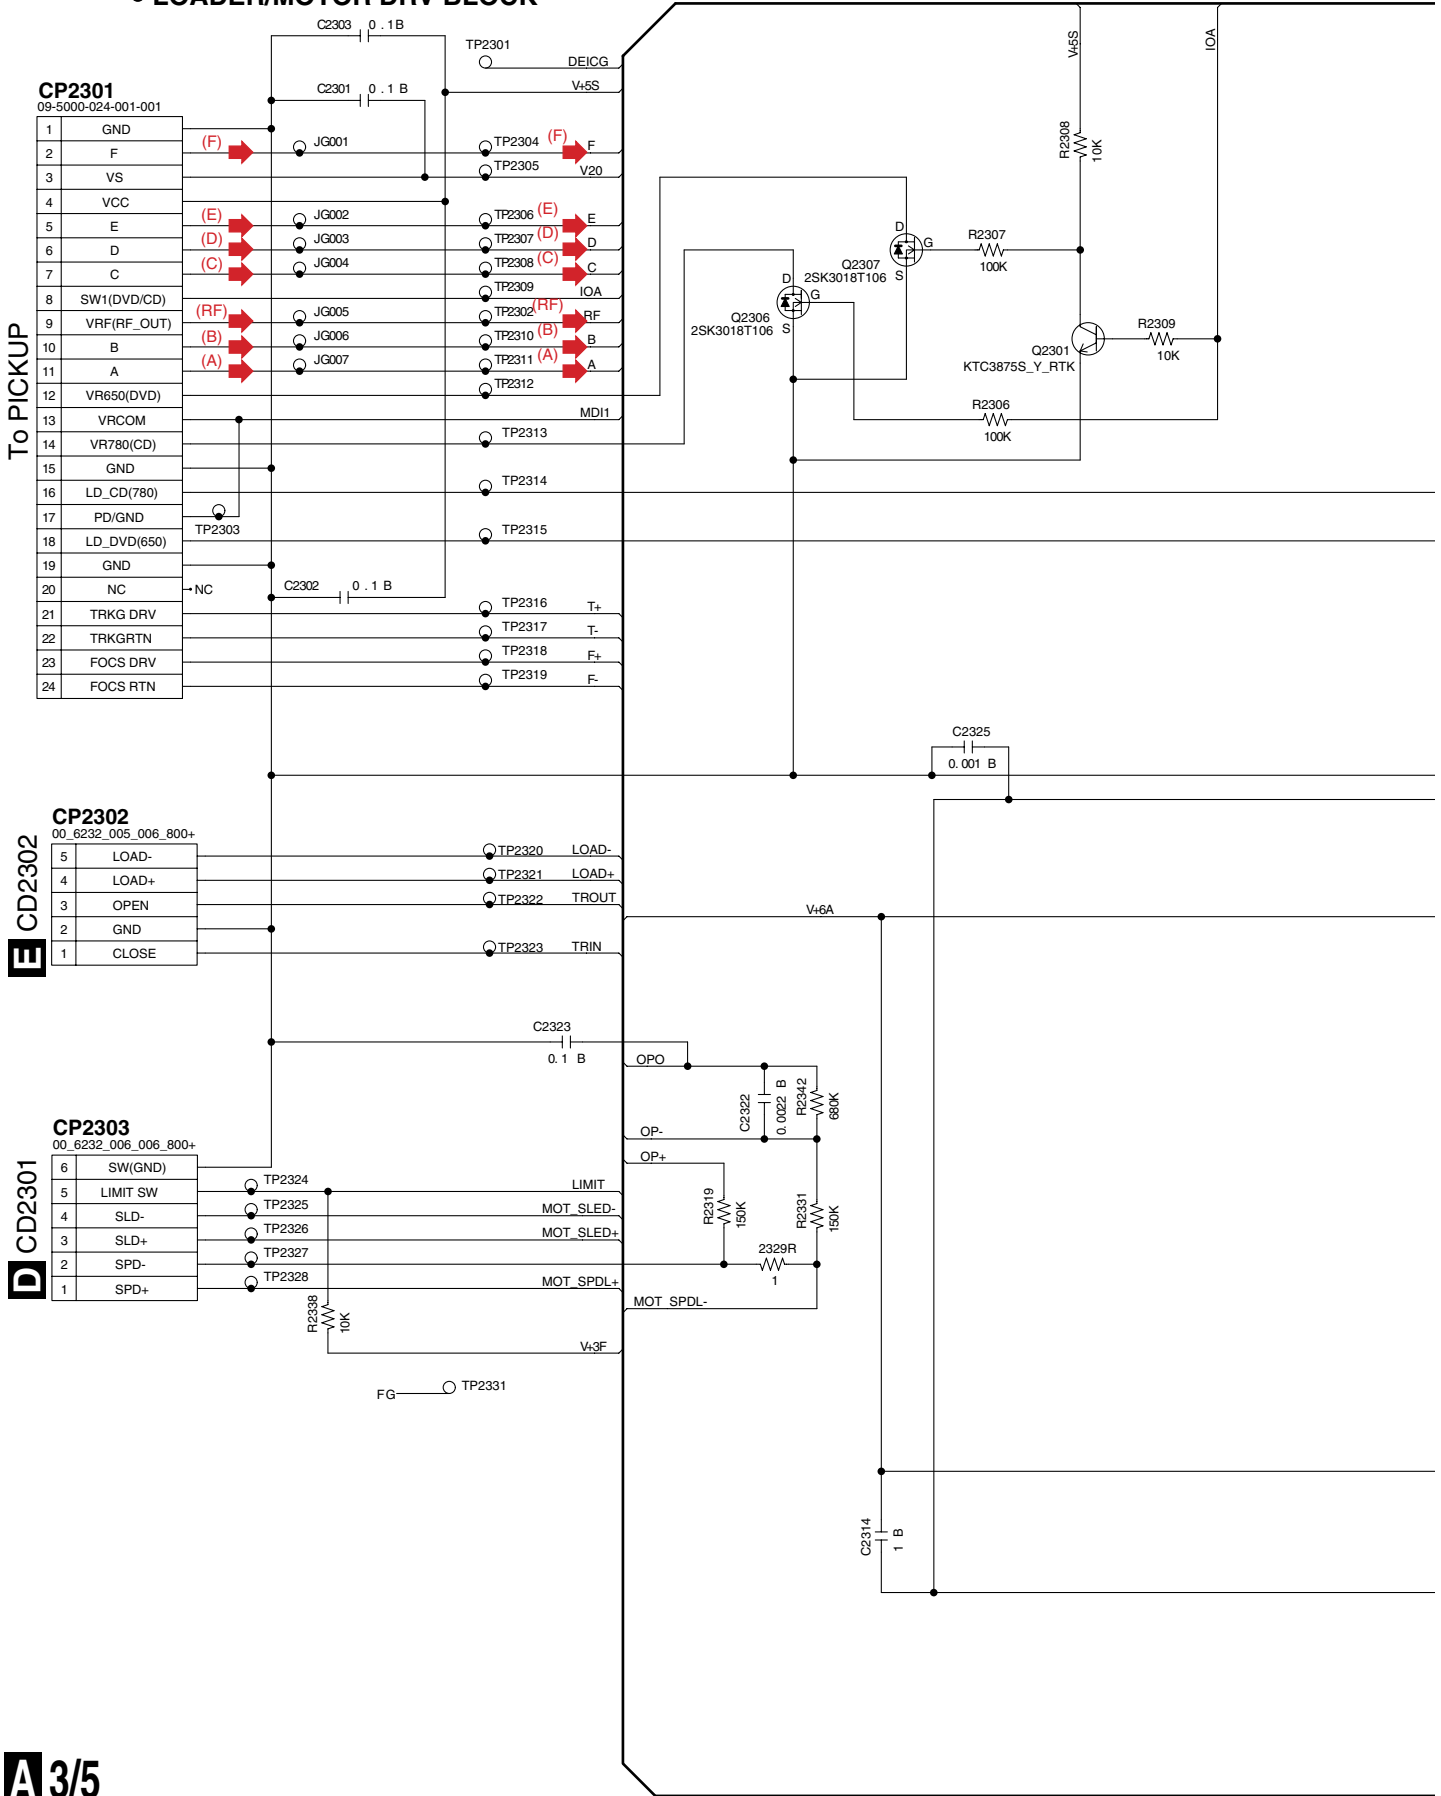 • LOADER/MOTOR DRV BLOCK
C2303 0 . 1B
TP2301
DEICG
C2301 0 . 1 B
V+5S
V+5S
IOA
CP2301
09-5000-024-001-001
To PICKUP
1 GND
2 F (F) JG001 TP2304 (F) F
3 VS TP2305 V20
4 VCC
5 E (E) JG002 TP2306 (E) E
6 D (D) JG003 TP2307 (D) D
7 C (C) JG004 TP2308 (C) C
8 SW1(DVD/CD) TP2309 IOA
9 VRF(RF_OUT) (RF) JG005 TP2302 (RF) RF
10 B (B) JG006 TP2310 (B) B
11 A (A) JG007 TP2311 (A) A
12 VR650(DVD) TP2312
13 VRCOM MDI1
14 VR780(CD) TP2313
15 GND
16 LD_CD(780) TP2314
17 PD/GND TP2303
18 LD_DVD(650) TP2315
19 GND
20 NC NC
C2302 0 . 1 B
21 TRKG DRV TP2316 T+
22 TRKGRTN TP2317 T-
23 FOCS DRV TP2318 F+
24 FOCS RTN TP2319 F-
R2308
10K
D
G
S
Q2307
2SK3018T106
R2307
100K
D
G
S
Q2306
2SK3018T106
Q2301
KTC3875S_Y_RTK
R2309
10K
R2306
100K
C2325
0. 001 B
CP2302
00_6232_005_006_800+
E CD2302
5 LOAD- TP2320 LOAD-
4 LOAD+ TP2321 LOAD+
3 OPEN TP2322 TROUT
2 GND
1 CLOSE TP2323 TRIN
V+6A
C2323
0. 1 B
OPO
C2322
0. 0022 B
R2342
680K
OP-
OP+
CP2303
00_6232_006_006_800+
D CD2301
6 SW(GND)
5 LIMIT SW TP2324 LIMIT
4 SLD- TP2325 MOT_SLED-
3 SLD+ TP2326 MOT_SLED+
2 SPD- TP2327
1 SPD+ TP2328 MOT_SPDL+
R2319
150K
R2331
150K
2329R
1
MOT SPDL-
R2338
10K
V+3F
FG TP2331
C2314
1 B
A 3/5